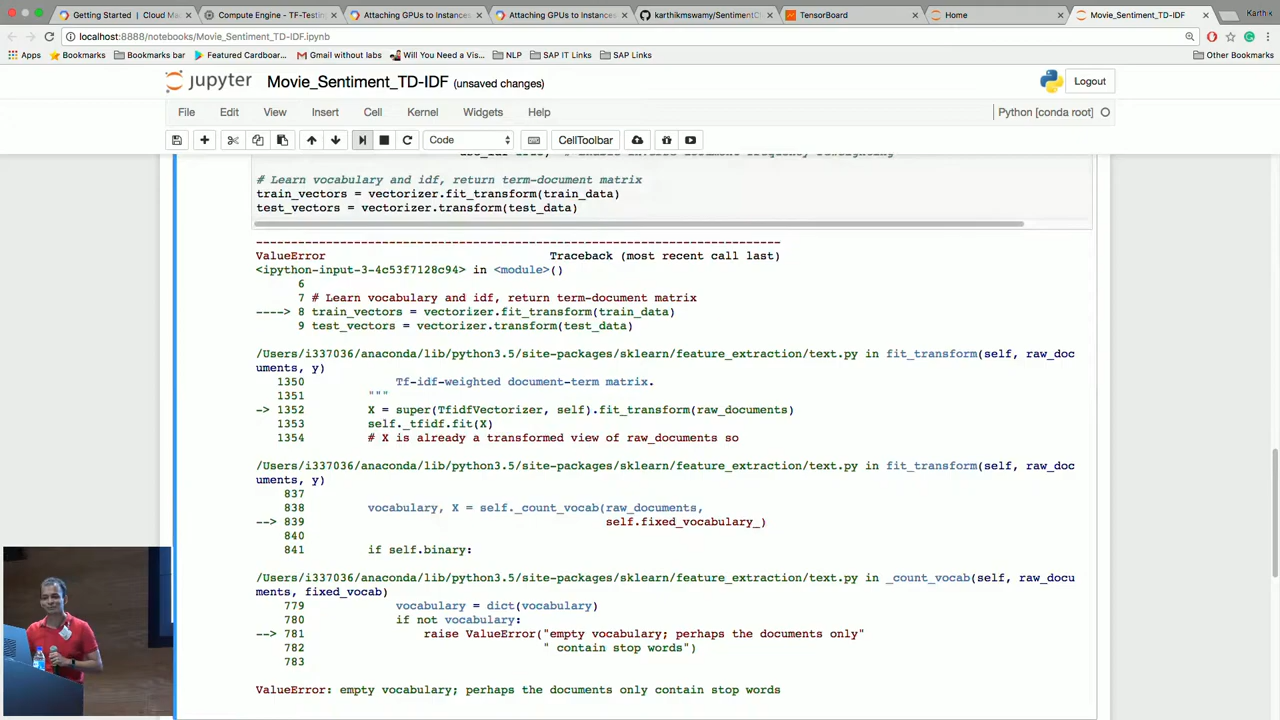 Getting Started | Cloud Ma
Compute Engine - TF-Testing
Attaching GPUs to Instances
Attaching GPUs to Instances
karthikmswamy/SentimentCl
TensorBoard
Home
Movie_Sentiment_TD-IDF
Karthik
localhost:8888/notebooks/Movie_Sentiment_TD-IDF.ipynb
Apps
Bookmarks
Bookmarks bar
Featured Cardboar...
Gmail without labs
Will You Need a Vis...
NLP
SAP IT Links
SAP Links
Other Bookmarks
jupyter
Movie_Sentiment_TD-IDF (unsaved changes)
Logout
File Edit View Insert Cell Kernel Widgets Help
Python [conda root]
Code
CellToolbar
# Learn vocabulary and idf, return term-document matrix
train_vectors = vectorizer.fit_transform(train_data)
test_vectors = vectorizer.transform(test_data)
---------------------------------------------------------------------------
ValueError Traceback (most recent call last)
<ipython-input-3-4c53f7128c94> in <module>()
6
7 # Learn vocabulary and idf, return term-document matrix
----> 8 train_vectors = vectorizer.fit_transform(train_data)
9 test_vectors = vectorizer.transform(test_data)
/Users/i337036/anaconda/lib/python3.5/site-packages/sklearn/feature_extraction/text.py in fit_transform(self, raw_doc
uments, y)
1350 Tf-idf-weighted document-term matrix.
1351 """
-> 1352 X = super(TfidfVectorizer, self).fit_transform(raw_documents)
1353 self._tfidf.fit(X)
1354 # X is already a transformed view of raw_documents so
/Users/i337036/anaconda/lib/python3.5/site-packages/sklearn/feature_extraction/text.py in fit_transform(self, raw_doc
uments, y)
837
838 vocabulary, X = self._count_vocab(raw_documents,
--> 839 self.fixed_vocabulary_)
840
841 if self.binary:
/Users/i337036/anaconda/lib/python3.5/site-packages/sklearn/feature_extraction/text.py in _count_vocab(self, raw_docu
ments, fixed_vocab)
779 vocabulary = dict(vocabulary)
780 if not vocabulary:
--> 781 raise ValueError("empty vocabulary; perhaps the documents only"
782 " contain stop words")
783
ValueError: empty vocabulary; perhaps the documents only contain stop words